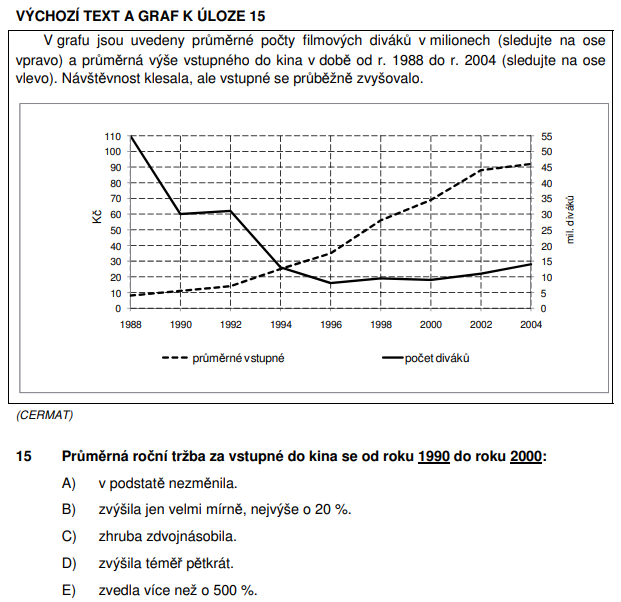 VÝCHOZÍ TEXT A GRAF K ÚLOZE 15
V grafu jsou uvedeny průměrné počty filmových diváků v milionech (sledujte na ose
vpravo) a průměrná výše vstupného do kina v době od r. 1988 do r. 2004 (sledujte na ose
vlevo). Návštěvnost klesala, ale vstupné se průběžně zvyšovalo.
110
100
90
80
70
60
50
40
30
20
10
0
Kč
55
50
45
40
35
30
25
20
15
10
5
0
mil. diváků
1988 1990 1992 1994 1996 1998 2000 2002 2004
průměrné vstupné počet diváků
(CERMAT)
15 Průměrná roční tržba za vstupné do kina se od roku 1990 do roku 2000:
A) v podstatě nezměnila.
B) zvýšila jen velmi mírně, nejvýše o 20 %.
C) zhruba zdvojnásobila.
D) zvýšila téměř pětkrát.
E) zvedla více než o 500 %.